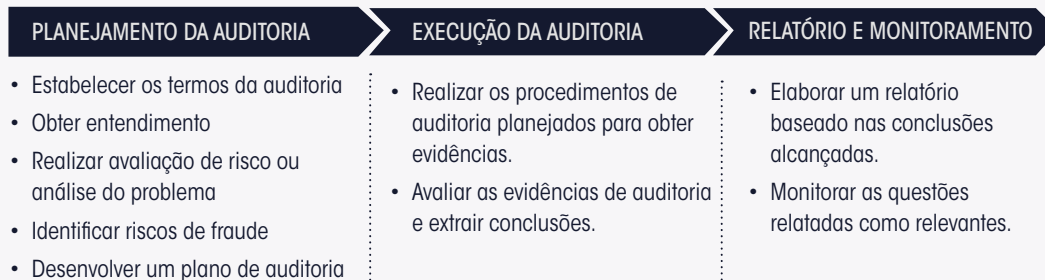 PLANEJAMENTO DA AUDITORIA
• Estabelecer os termos da auditoria
• Obter entendimento
• Realizar avaliação de risco ou
análise do problema
• Identificar riscos de fraude
• Desenvolver um plano de auditoria
EXECUÇÃO DA AUDITORIA
• Realizar os procedimentos de
auditoria planejados para obter
evidências.
• Avaliar as evidências de auditoria
e extrair conclusões.
RELATÓRIO E MONITORAMENTO
• Elaborar um relatório
baseado nas conclusões
alcançadas.
• Monitorar as questões
relatadas como relevantes.